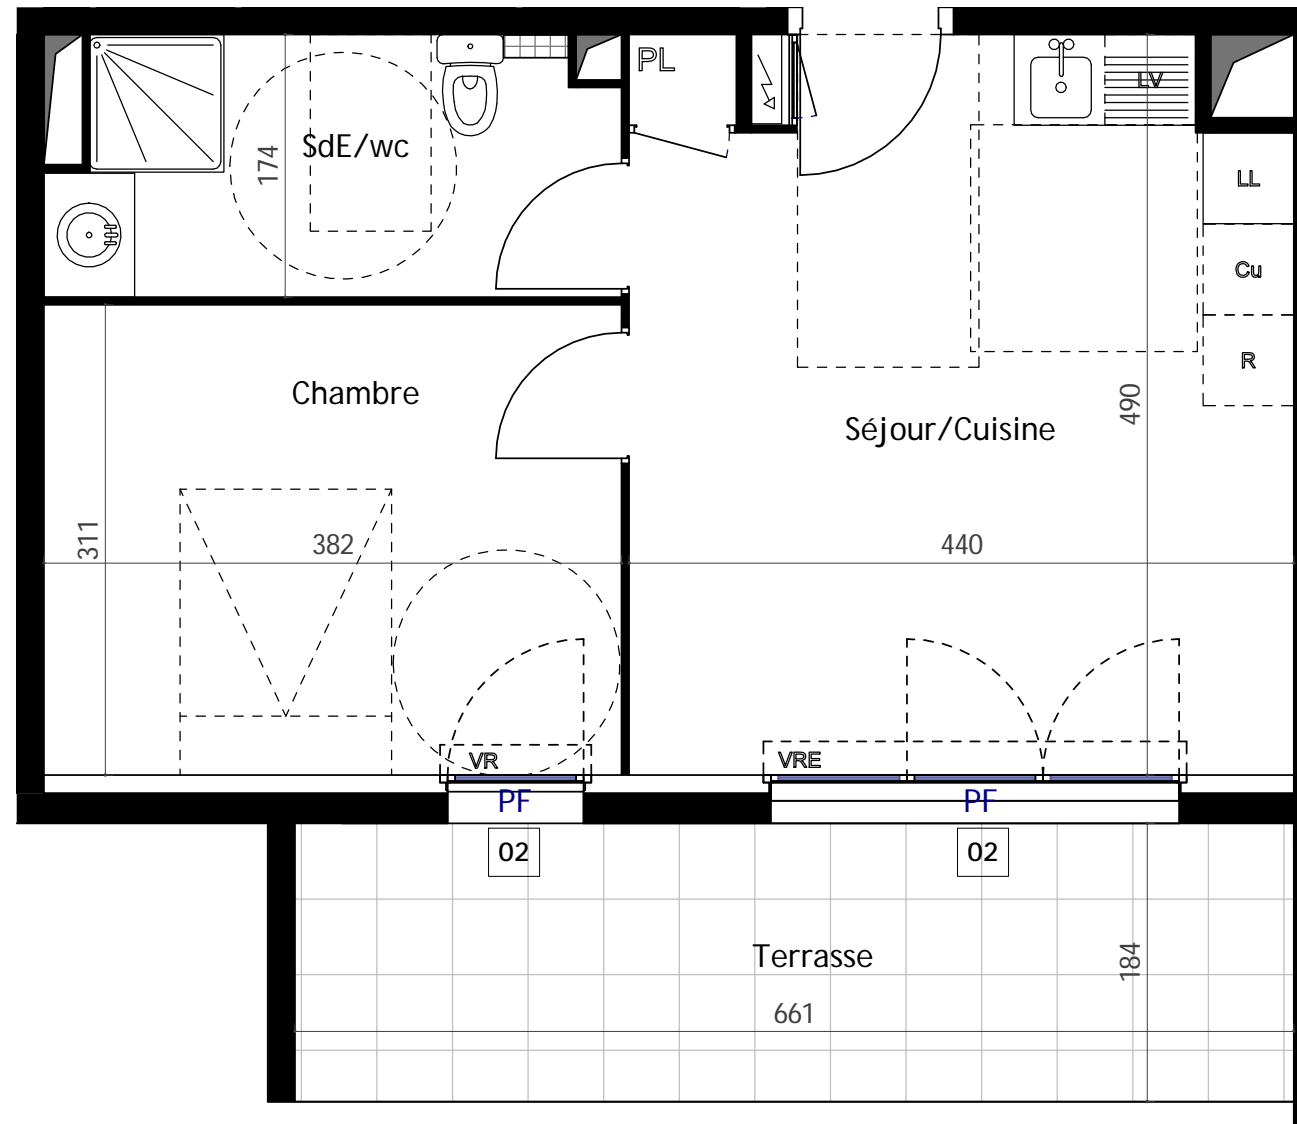 PL
LV
SdE/wc
174
LL
Cu
R
Chambre
490
Séjour/Cuisine
311
382
440
VR
VRE
PF
PF
02
02
Terrasse
184
661